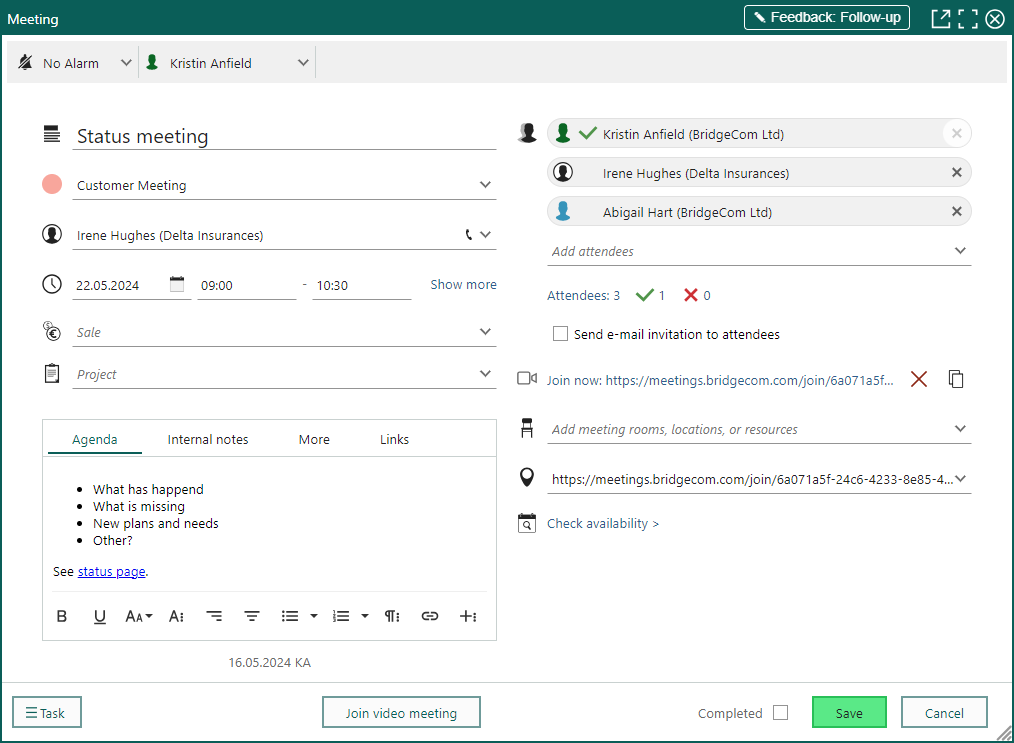 Meeting
Feedback: Follow-up
No Alarm
Kristin Anfield
Status meeting
Customer Meeting
Irene Hughes (Delta Insurances)
22.05.2024 09:00 - 10:30 Show more
Sale
Project
Agenda Internal notes More Links
• What has happend
• What is missing
• New plans and needs
• Other?
See status page.
B U AA A
16.05.2024 KA
Kristin Anfield (BridgeCom Ltd)
Irene Hughes (Delta Insurances)
Abigail Hart (BridgeCom Ltd)
Add attendees
Attendees: 3 1 0
Send e-mail invitation to attendees
Join now: https://meetings.bridgecom.com/join/6a071a5f...
Add meeting rooms, locations, or resources
https://meetings.bridgecom.com/join/6a071a5f-24c6-4233-8e85-4...
Check availability >
Task
Join video meeting
Completed
Save
Cancel